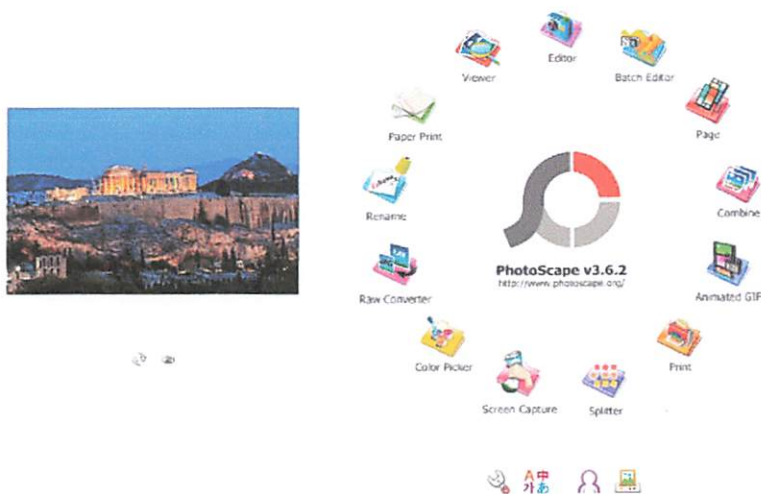 Editor
Viewer
Batch Editor
Paper Print
Page
Rename
Combine
PhotoScape v3.6.2
http://www.photoscape.org/
Raw Converter
Animated GIF
Color Picker
Print
Screen Capture
Splitter
A中
가あ